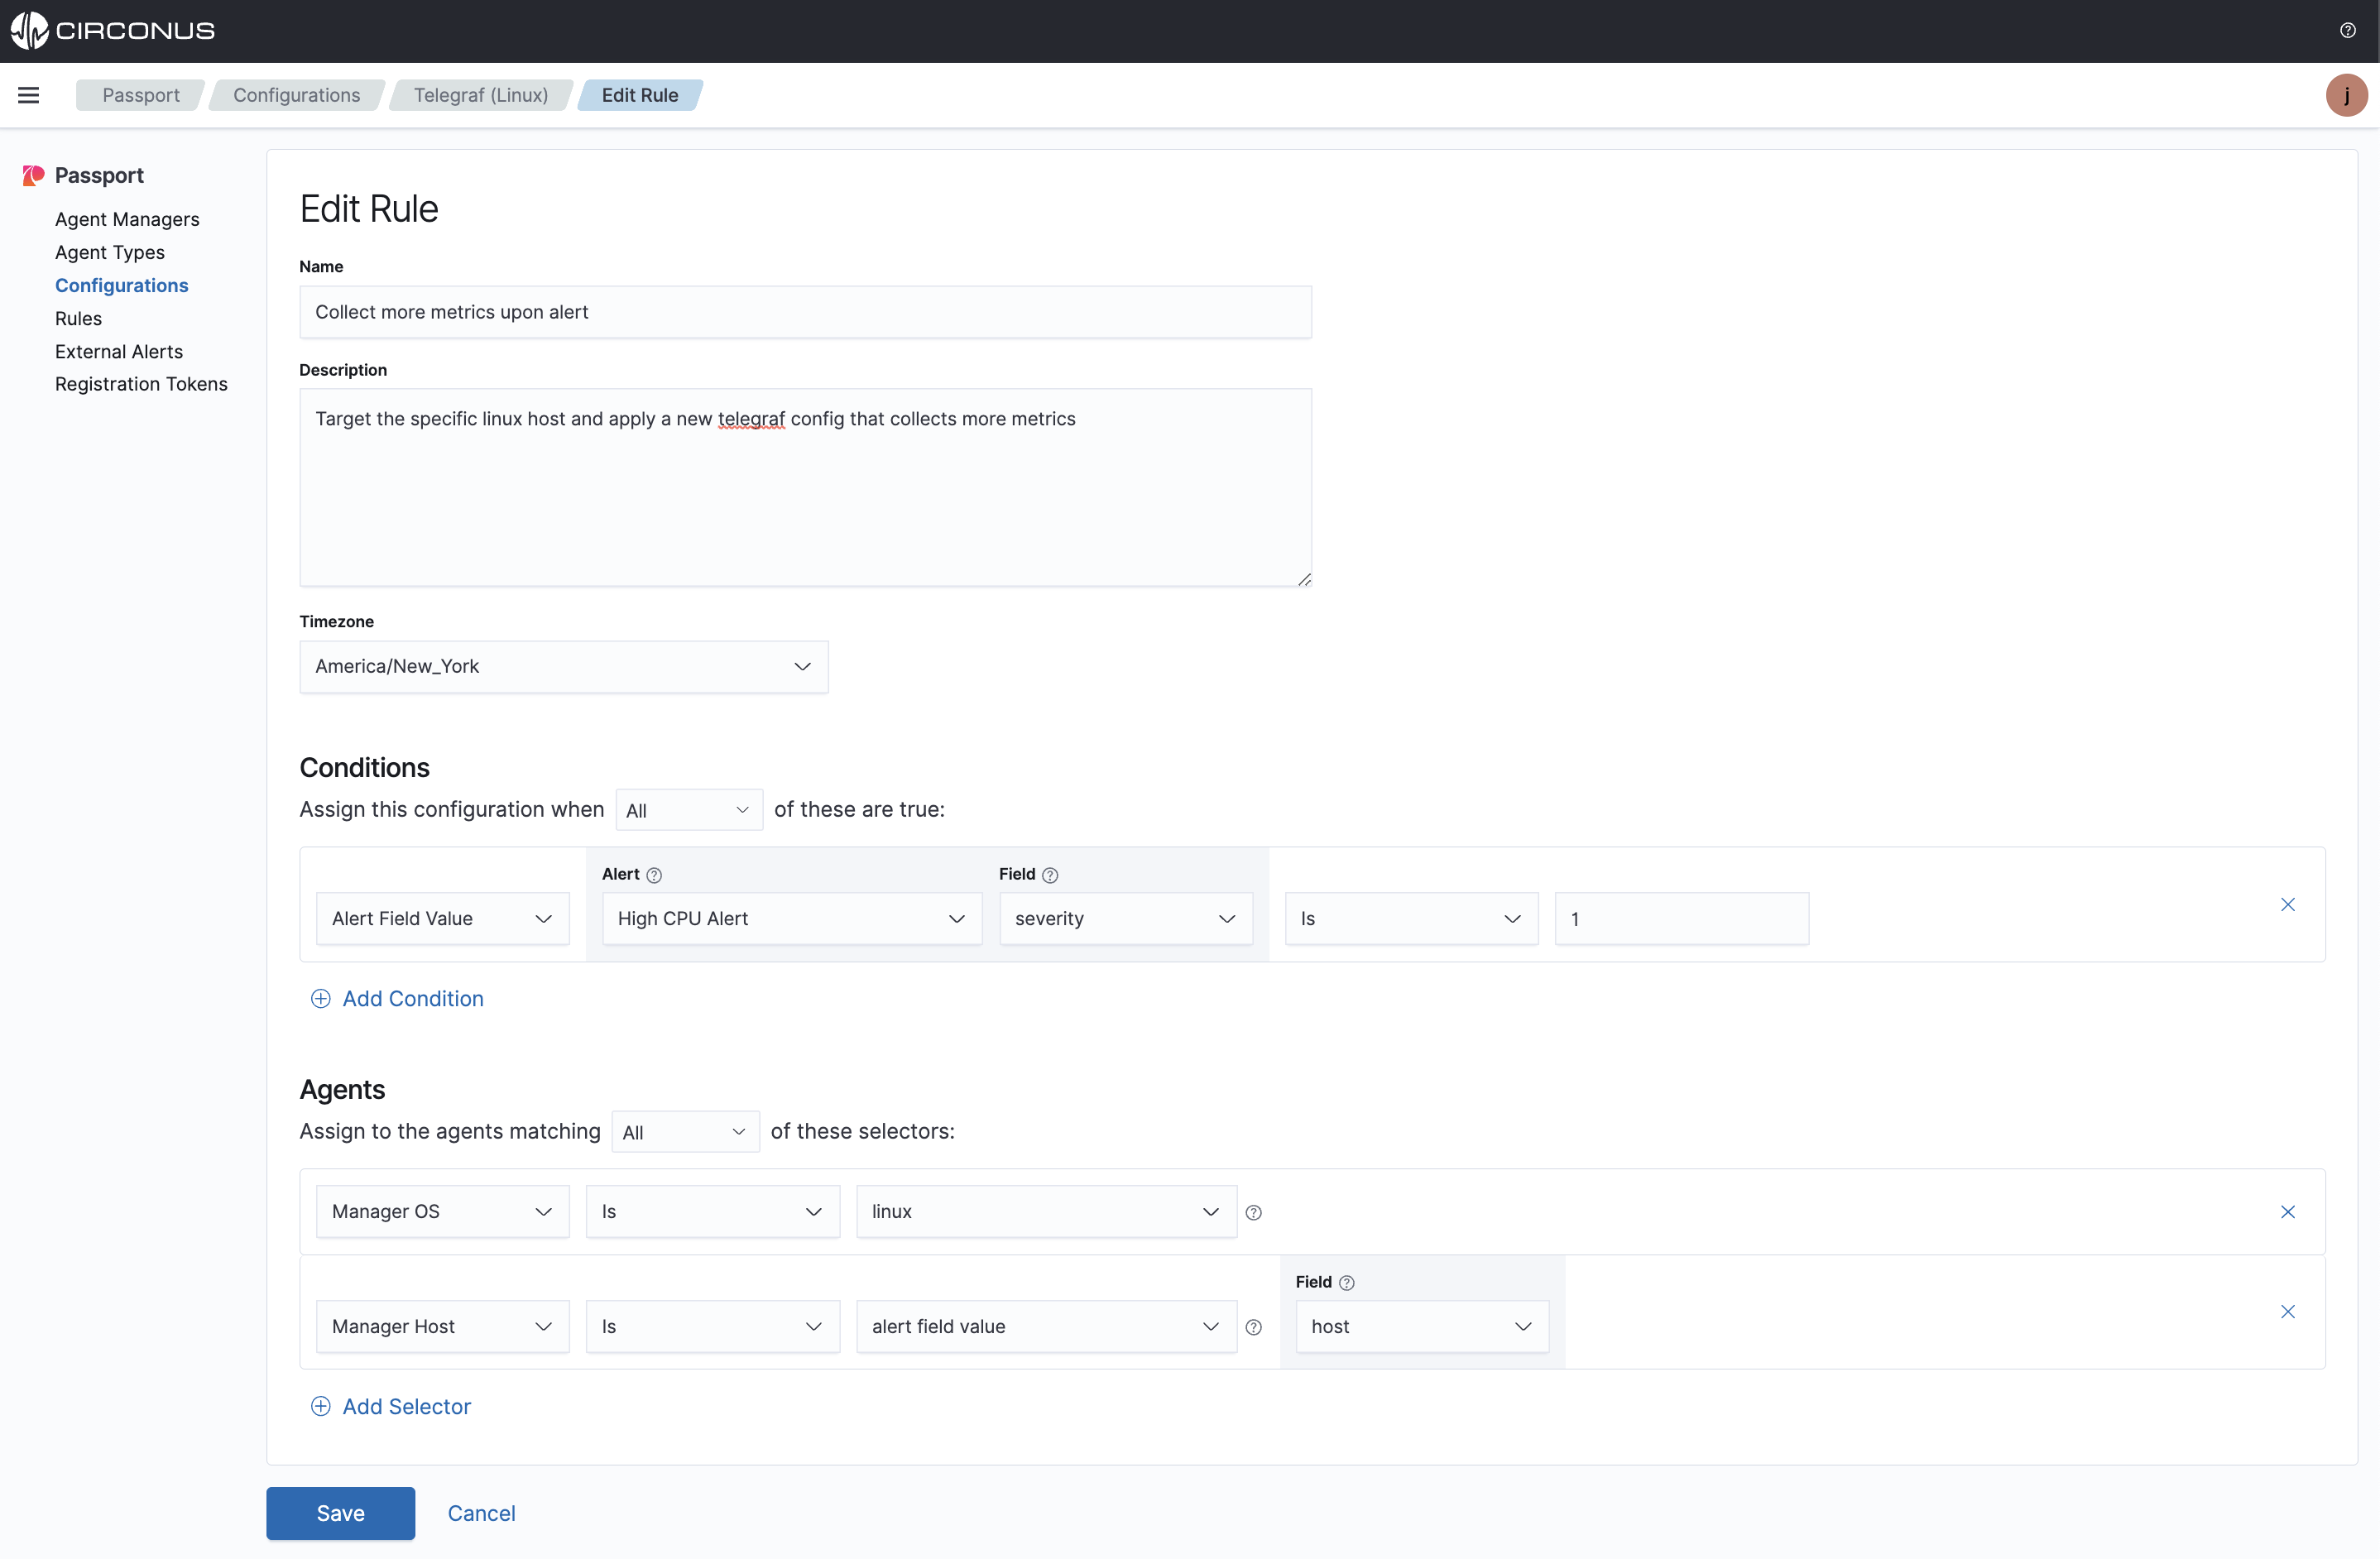 CIRCONUS
Passport Configurations Telegraf (Linux) Edit Rule
j
Passport
Agent Managers
Agent Types
Configurations
Rules
External Alerts
Registration Tokens
Edit Rule
Name
Collect more metrics upon alert
Description
Target the specific linux host and apply a new telegraf config that collects more metrics
Timezone
America/New_York
Conditions
Assign this configuration when All of these are true:
Alert ? Field ?
Alert Field Value High CPU Alert severity Is 1
Add Condition
Agents
Assign to the agents matching All of these selectors:
Manager OS Is linux ?
Field ?
Manager Host Is alert field value ? host
Add Selector
Save Cancel